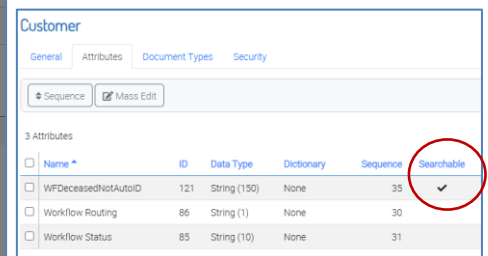 Customer
General Attributes Document Types Security
Sequence Mass Edit
3 Attributes
Name ID Data Type Dictionary Sequence Searchable
WFDeceasedNotAutoID 121 String (150) None 35
Workflow Routing 86 String (1) None 30
Workflow Status 85 String (10) None 31